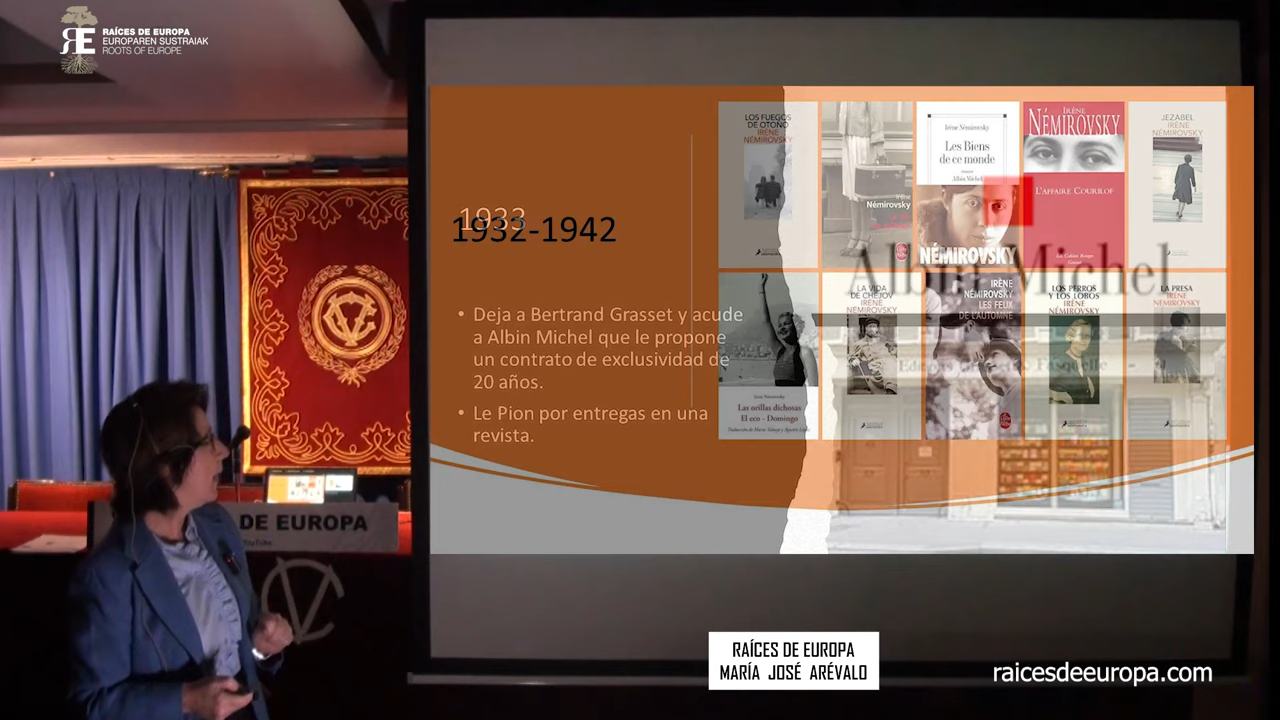 RAÍCES DE EUROPA
EUROPAREN SUSTRAIAK
ROOTS OF EUROPE
1933
1932-1942
• Deja a Bertrand Grasset y acude
a Albin Michel que le propone
un contrato de exclusividad de
20 años.
• Le Pion por entregas en una
revista.
LOS FUEGOS
DE OTOÑO
IRÈNE
NÉMIROVSKY
Irène
Némirovsky
Irène Némirovsky
Les Biens
de ce monde
Albin Michel
NÉMIROVSKY
IRÈNE
NÉMIROVSKY
L'AFFAIRE COURILOF
JEZABEL
IRÈNE
NÉMIROVSKY
Albin Michel
Las orillas dichosas
El eco - Domingo
LA VIDA
DE CHÉJOV
IRÈNE
NÉMIROVSKY
IRÈNE
NÉMIROVSKY
LES FEUX
DE L'AUTOMNE
LOS PERROS
Y LOS LOBOS
IRÈNE
NÉMIROVSKY
LA PRESA
IRÈNE
NÉMIROVSKY
Fasquelle
DE EUROPA
YouTube
RAÍCES DE EUROPA
MARÍA JOSÉ ARÉVALO
raicesdeeuropa.com